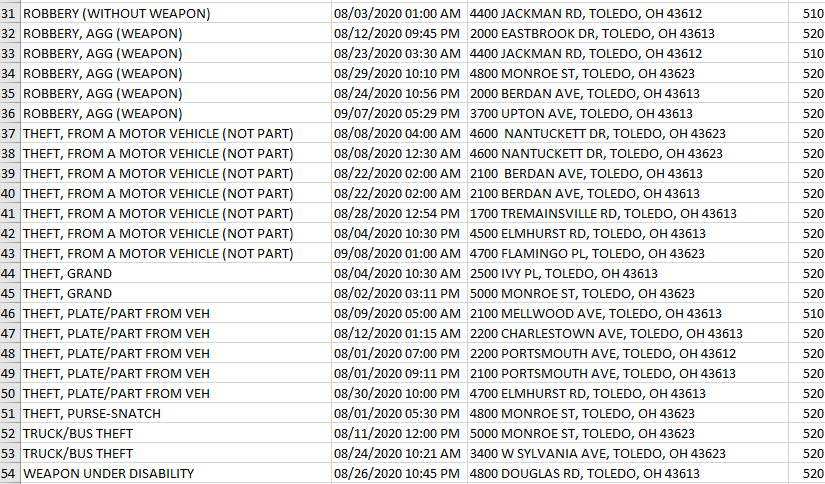 31 ROBBERY (WITHOUT WEAPON) 08/03/2020 01:00 AM 4400 JACKMAN RD, TOLEDO, OH 43612 510
32 ROBBERY, AGG (WEAPON) 08/12/2020 09:45 PM 2000 EASTBROOK DR, TOLEDO, OH 43613 520
33 ROBBERY, AGG (WEAPON) 08/23/2020 03:30 AM 4400 JACKMAN RD, TOLEDO, OH 43612 520
34 ROBBERY, AGG (WEAPON) 08/29/2020 10:10 PM 4800 MONROE ST, TOLEDO, OH 43623 520
35 ROBBERY, AGG (WEAPON) 08/24/2020 10:56 PM 2000 BERDAN AVE, TOLEDO, OH 43613 520
36 ROBBERY, AGG (WEAPON) 09/07/2020 05:29 PM 3700 UPTON AVE, TOLEDO, OH 43613 520
37 THEFT, FROM A MOTOR VEHICLE (NOT PART) 08/08/2020 04:00 AM 4600  NANTUCKETT DR, TOLEDO, OH 43623 520
38 THEFT, FROM A MOTOR VEHICLE (NOT PART) 08/08/2020 12:30 AM 4600 NANTUCKETT DR, TOLEDO, OH 43623 520
39 THEFT, FROM A MOTOR VEHICLE (NOT PART) 08/22/2020 02:00 AM 2100  BERDAN AVE, TOLEDO, OH 43613 520
40 THEFT, FROM A MOTOR VEHICLE (NOT PART) 08/22/2020 02:00 AM 2100 BERDAN AVE, TOLEDO, OH 43613 520
41 THEFT, FROM A MOTOR VEHICLE (NOT PART) 08/28/2020 12:54 PM 1700 TREMAINSVILLE RD, TOLEDO, OH 43613 520
42 THEFT, FROM A MOTOR VEHICLE (NOT PART) 08/04/2020 10:30 PM 4500 ELMHURST RD, TOLEDO, OH 43613 520
43 THEFT, FROM A MOTOR VEHICLE (NOT PART) 09/08/2020 01:00 AM 4700 FLAMINGO PL, TOLEDO, OH 43623 520
44 THEFT, GRAND 08/04/2020 10:30 AM 2500 IVY PL, TOLEDO, OH 43613 520
45 THEFT, GRAND 08/02/2020 03:11 PM 5000 MONROE ST, TOLEDO, OH 43623 520
46 THEFT, PLATE/PART FROM VEH 08/09/2020 05:00 AM 2100 MELLWOOD AVE, TOLEDO, OH 43613 510
47 THEFT, PLATE/PART FROM VEH 08/12/2020 01:15 AM 2200 CHARLESTOWN AVE, TOLEDO, OH 43613 520
48 THEFT, PLATE/PART FROM VEH 08/01/2020 07:00 PM 2200 PORTSMOUTH AVE, TOLEDO, OH 43612 520
49 THEFT, PLATE/PART FROM VEH 08/01/2020 09:11 PM 2100 PORTSMOUTH AVE, TOLEDO, OH 43613 520
50 THEFT, PLATE/PART FROM VEH 08/30/2020 10:00 PM 4700 ELMHURST RD, TOLEDO, OH 43613 520
51 THEFT, PURSE-SNATCH 08/01/2020 05:30 PM 4800 MONROE ST, TOLEDO, OH 43623 520
52 TRUCK/BUS THEFT 08/11/2020 12:00 PM 5000 MONROE ST, TOLEDO, OH 43623 520
53 TRUCK/BUS THEFT 08/24/2020 10:21 AM 3400 W SYLVANIA AVE, TOLEDO, OH 43623 520
54 WEAPON UNDER DISABILITY 08/26/2020 10:45 PM 4800 DOUGLAS RD, TOLEDO, OH 43613 520